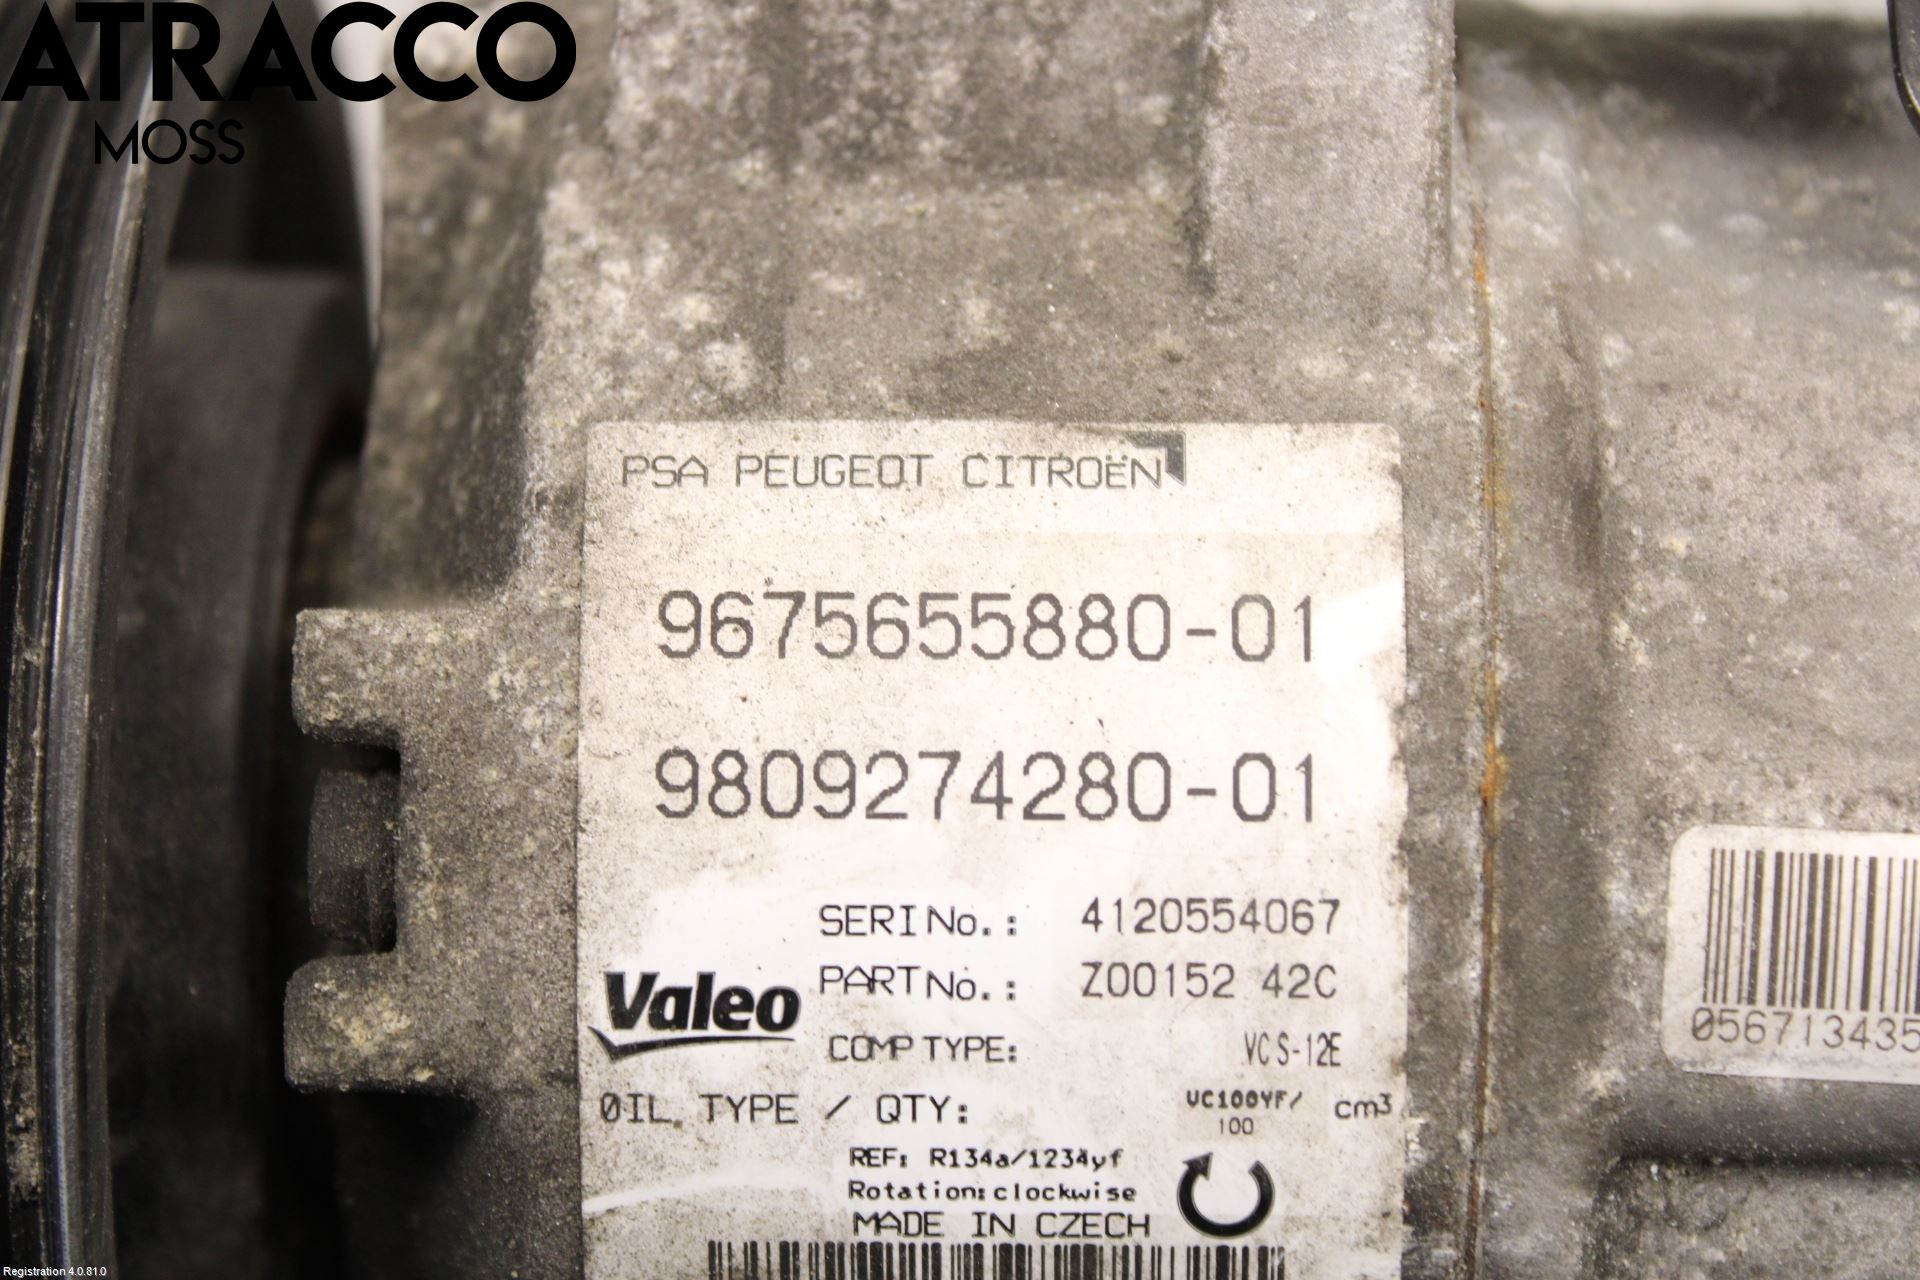 ATRACCO
MOSS
PSA PEUGEOT CITROËN
9675655880-01
9809274280-01
SERI No.: 4120554067
PART No.: Z00152 42C
Valeo
COMP TYPE: VCS-12E
OIL TYPE / QTY: VC100YF/ 100 cm3
REF: R134a/1234yf
Rotation:clockwise
MADE IN CZECH
056713435
Registration 4.0.81.0